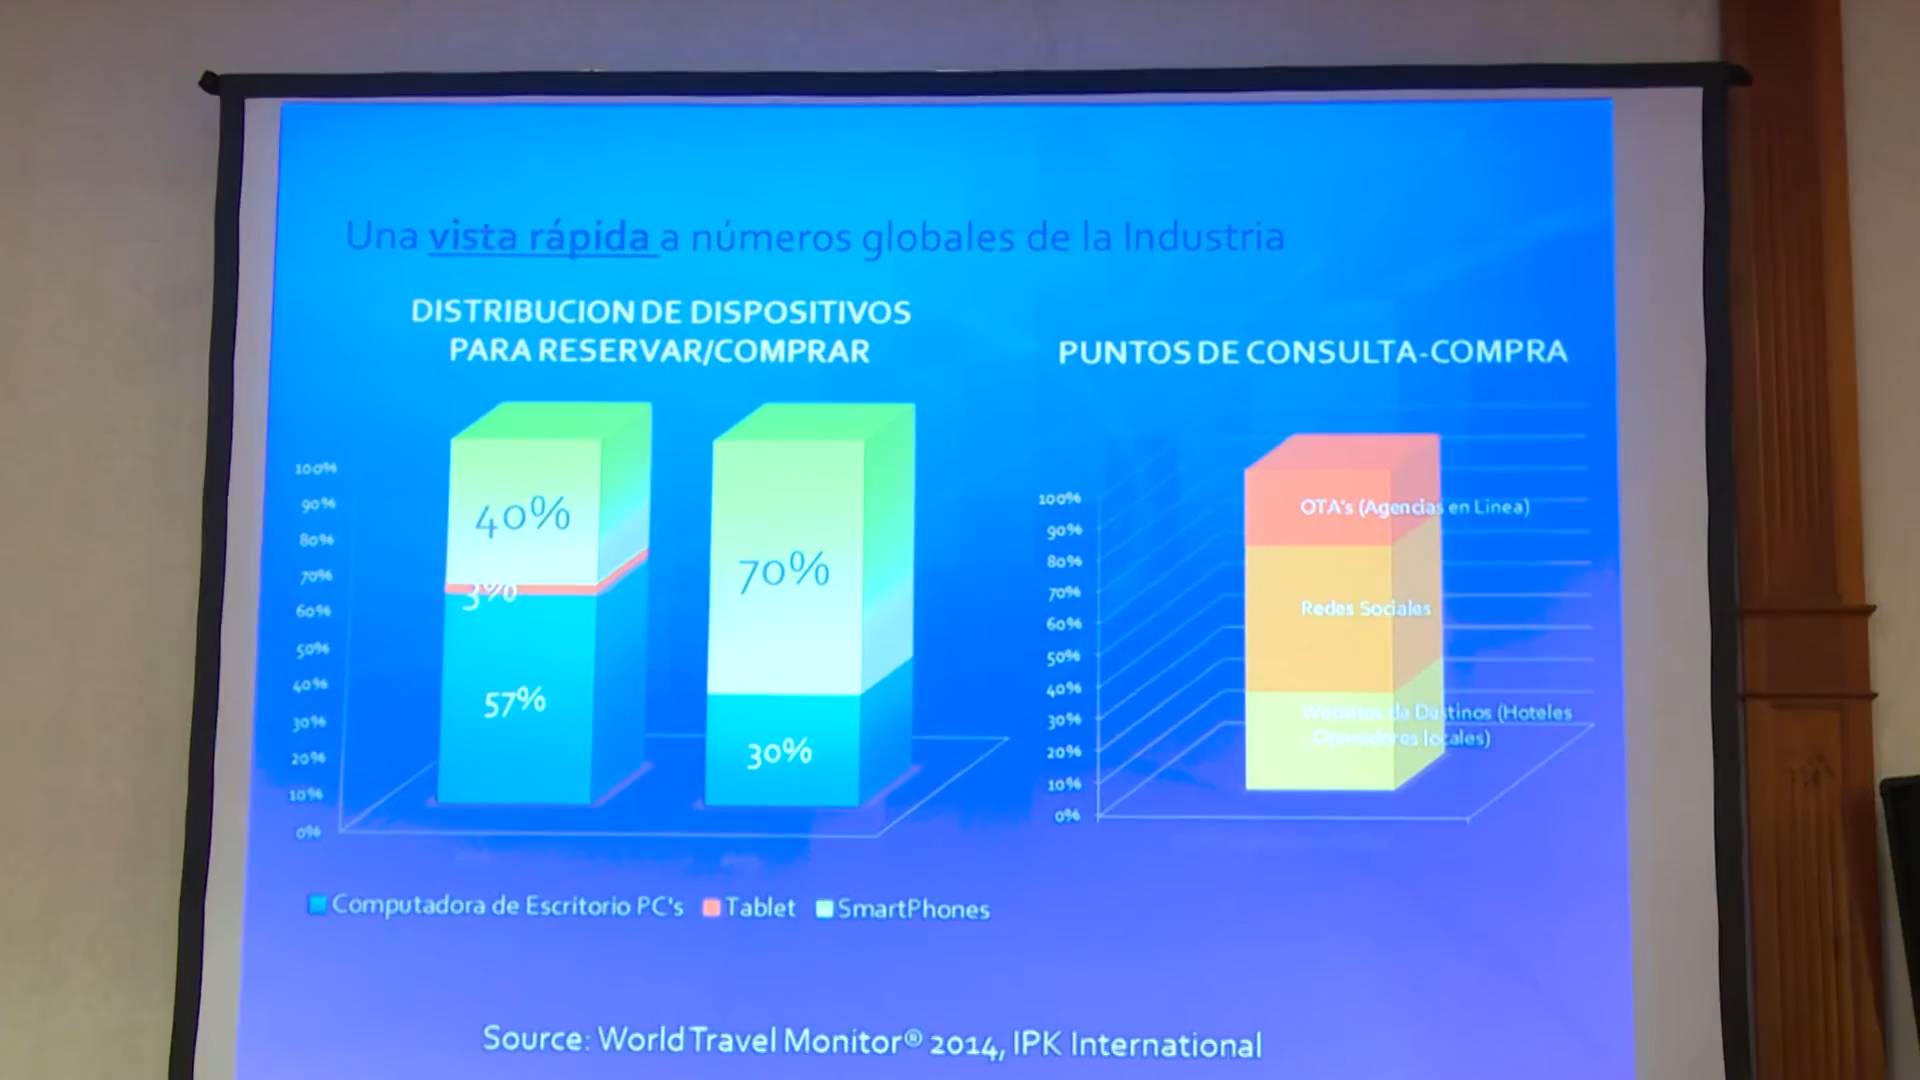 Una vista rápida a números globales de la Industria
DISTRIBUCION DE DISPOSITIVOS
PARA RESERVAR/COMPRAR
100%
90%
80%
70%
60%
50%
40%
30%
20%
10%
0%
40%
3%
57%
70%
30%
Computadora de Escritorio PC's
Tablet
SmartPhones
PUNTOS DE CONSULTA-COMPRA
100%
90%
80%
70%
60%
50%
40%
30%
20%
10%
0%
OTA's (Agencias en Linea)
Redes Sociales
Websites de Destinos (Hoteles
Operadores locales)
Source: World Travel Monitor® 2014, IPK International